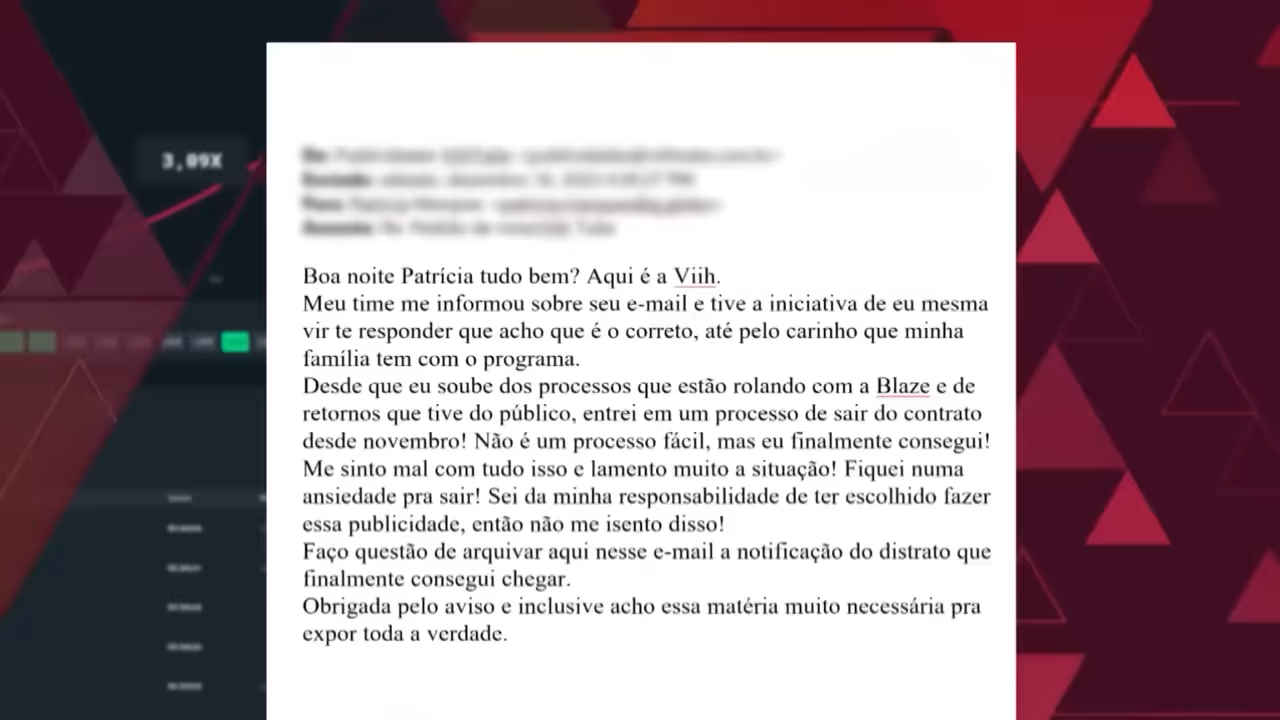 3,09X
Boa noite Patrícia tudo bem? Aqui é a Viih.
Meu time me informou sobre seu e-mail e tive a iniciativa de eu mesma
vir te responder que acho que é o correto, até pelo carinho que minha
família tem com o programa.
Desde que eu soube dos processos que estão rolando com a Blaze e de
retornos que tive do público, entrei em um processo de sair do contrato
desde novembro! Não é um processo fácil, mas eu finalmente consegui!
Me sinto mal com tudo isso e lamento muito a situação! Fiquei numa
ansiedade pra sair! Sei da minha responsabilidade de ter escolhido fazer
essa publicidade, então não me isento disso!
Faço questão de arquivar aqui nesse e-mail a notificação do distrato que
finalmente consegui chegar.
Obrigada pelo aviso e inclusive acho essa matéria muito necessária pra
expor toda a verdade.